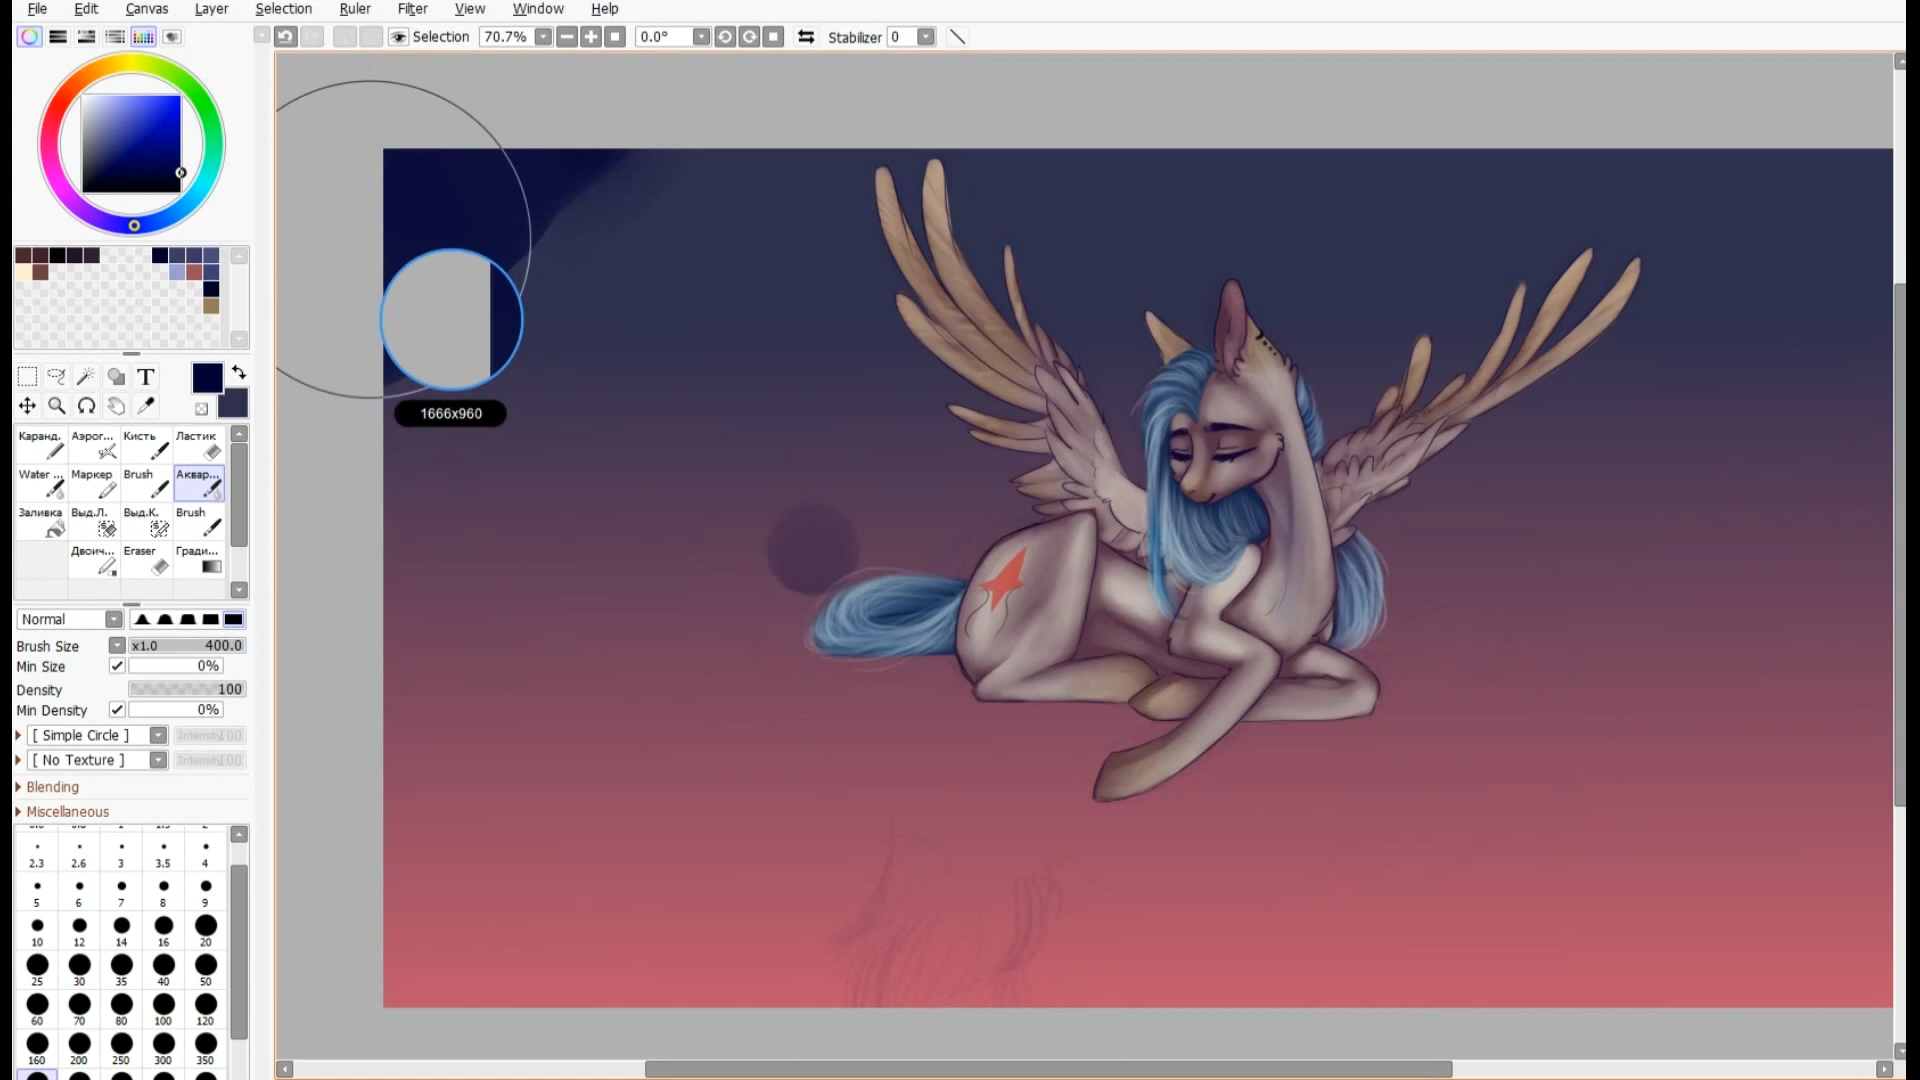 File Edit Canvas Layer Selection Ruler Filter View Window Help
Selection 70.7% 0.0° Stabilizer 0
1666x960
T
Каранд. Аэрог... Кисть Ластик
Water ... Маркер Brush Аквар...
Заливка Выд.Л. Выд.К. Brush
Двоич... Eraser Гради...
Normal
Brush Size x1.0 400.0
Min Size 0%
Density 100
Min Density 0%
[ Simple Circle ] Intensity 100
[ No Texture ] Intensity 100
Blending
Miscellaneous
2.3 2.6 3 3.5 4
5 6 7 8 9
10 12 14 16 20
25 30 35 40 50
60 70 80 100 120
160 200 250 300 350